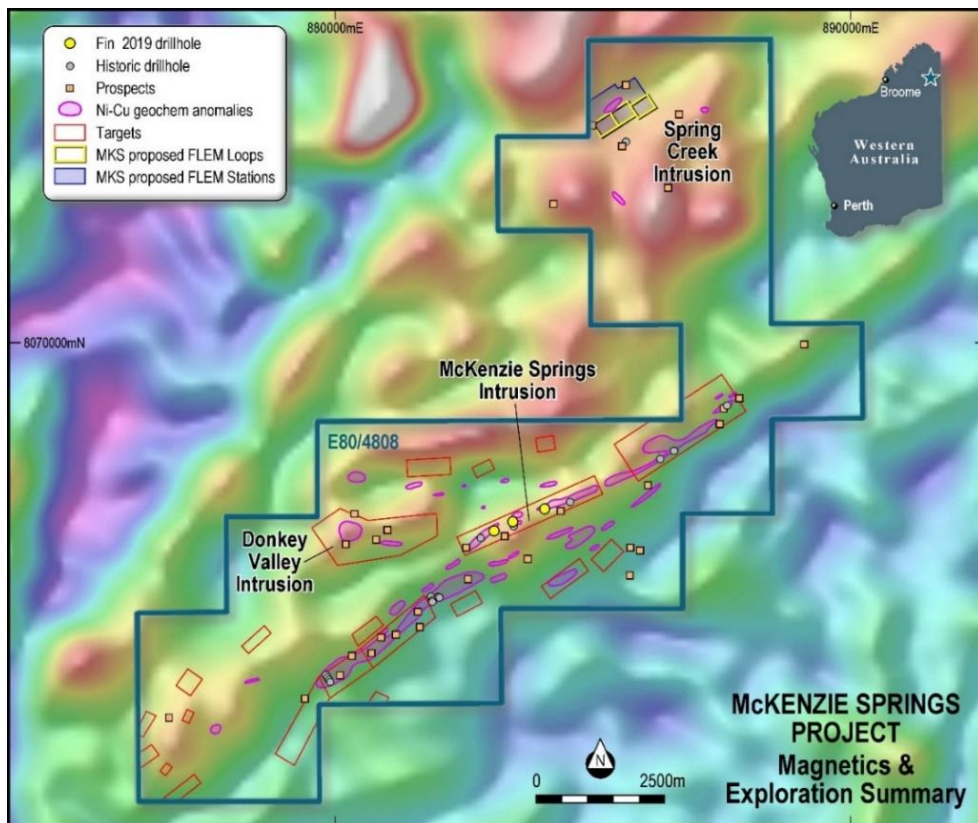 880000mE
890000mE
Fin 2019 drillhole
Historic drillhole
Prospects
Ni-Cu geochem anomalies
Targets
MKS proposed FLEM Loops
MKS proposed FLEM Stations
Broome
Western
Australia
Perth
Spring
Creek
Intrusion
8070000mN
McKenzie Springs
Intrusion
E80/4808
Donkey
Valley
Intrusion
N
0
2500m
McKENZIE SPRINGS
PROJECT
Magnetics &
Exploration Summary